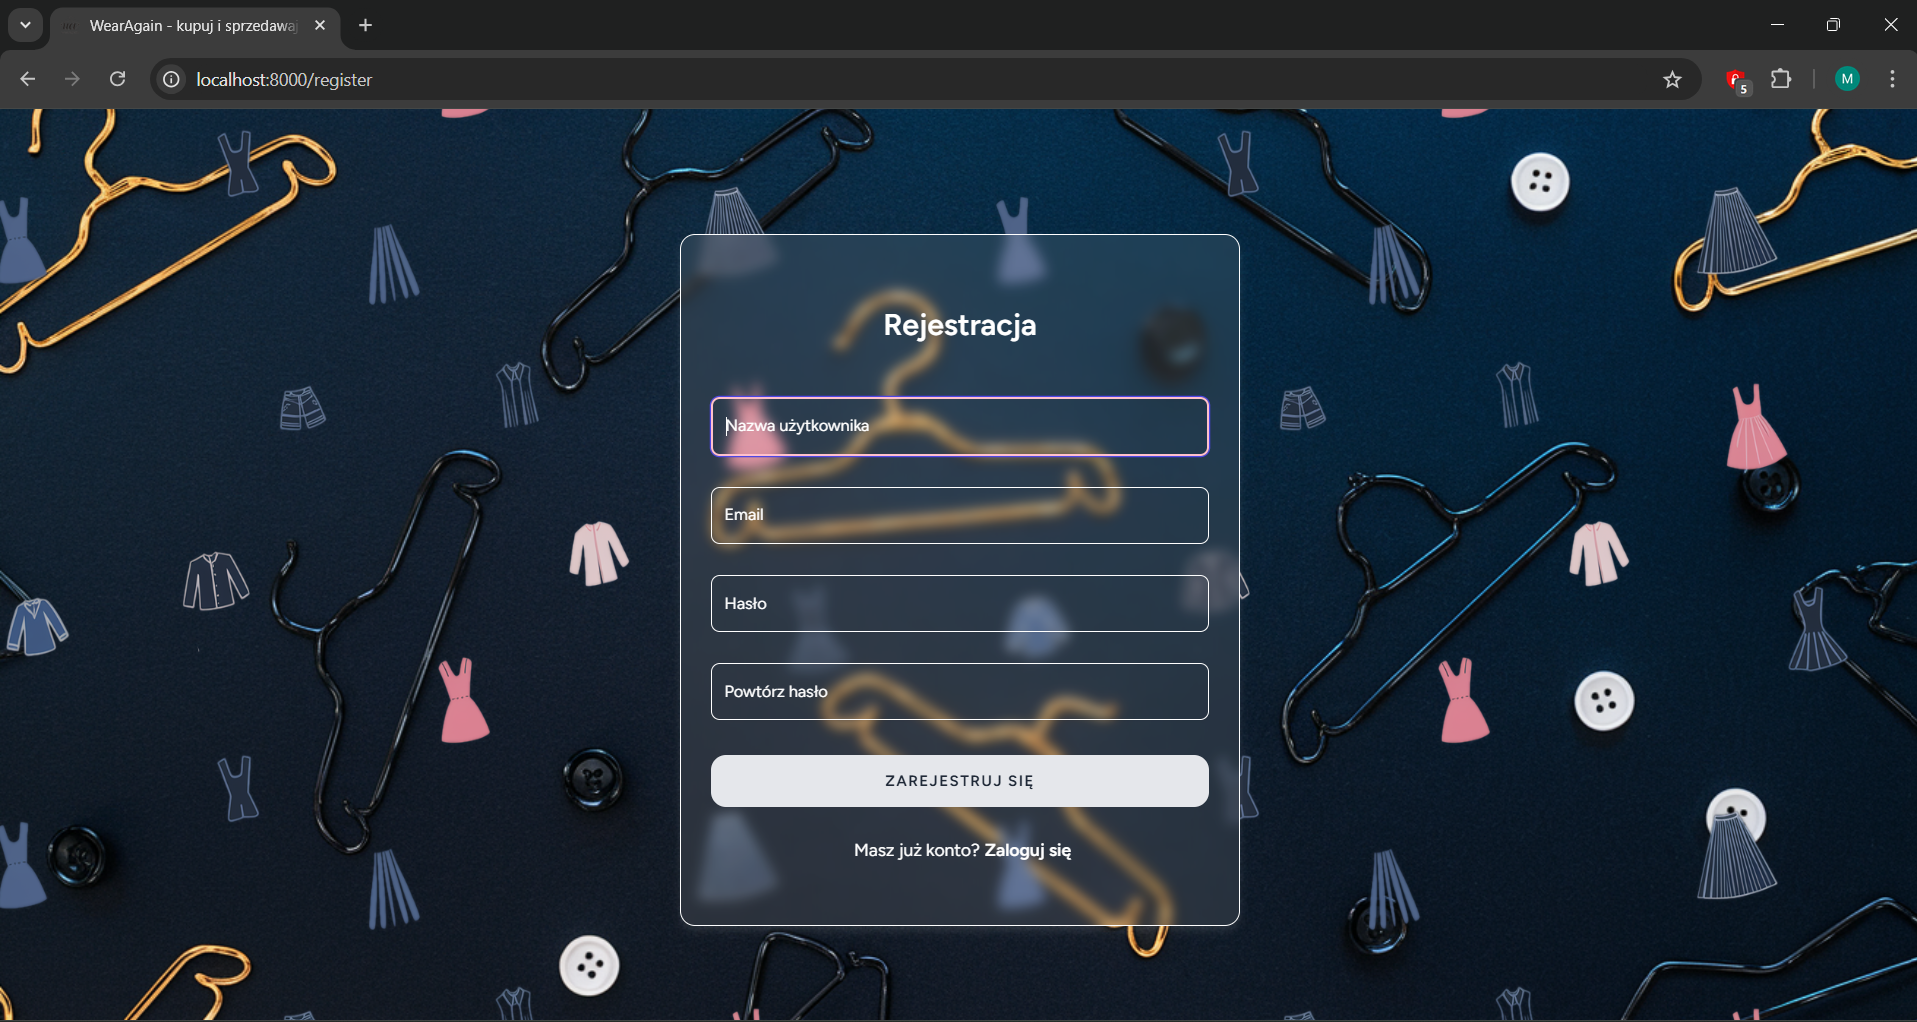 WearAgain - kupuj i sprzedawaj
localhost:8000/register
5
M
Rejestracja
Nazwa użytkownika
Email
Hasło
Powtórz hasło
ZAREJESTRUJ SIĘ
Masz już konto? Zaloguj się